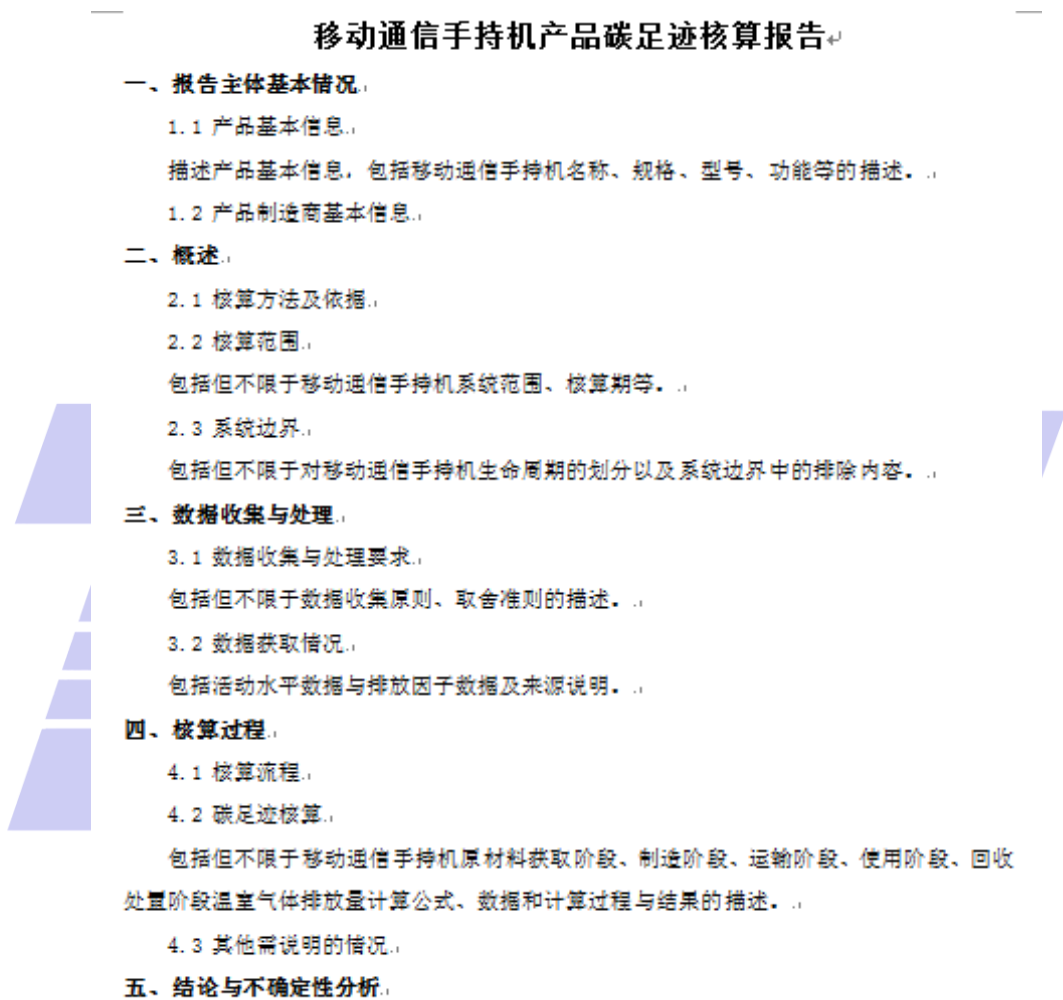 移动通信手持机产品碳足迹核算报告
一、报告主体基本情况
1.1 产品基本信息
描述产品基本信息，包括移动通信手持机名称、规格、型号、功能等的描述。
1.2 产品制造商基本信息
二、概述
2.1 核算方法及依据
2.2 核算范围
包括但不限于移动通信手持机系统范围、核算期等。
2.3 系统边界
包括但不限于对移动通信手持机生命周期的划分以及系统边界中的排除内容。
三、数据收集与处理
3.1 数据收集与处理要求
包括但不限于数据收集原则、取舍准则的描述。
3.2 数据获取情况
包括活动水平数据与排放因子数据及来源说明。
四、核算过程
4.1 核算流程
4.2 碳足迹核算
包括但不限于移动通信手持机原材料获取阶段、制造阶段、运输阶段、使用阶段、回收
处置阶段温室气体排放量计算公式、数据和计算过程与结果的描述。
4.3 其他需说明的情况
五、结论与不确定性分析